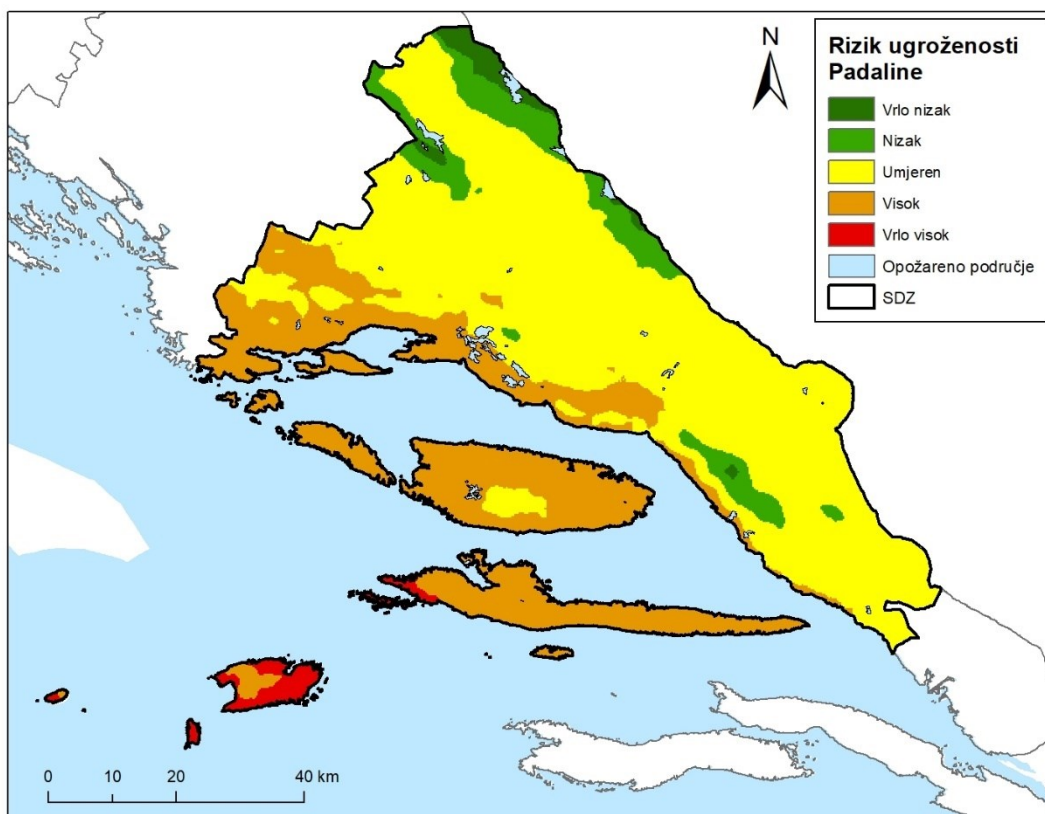 N
Rizik ugroženosti
Padaline
Vrlo nizak
Nizak
Umjeren
Visok
Vrlo visok
Opožareno područje
SDZ
0 10 20 40 km